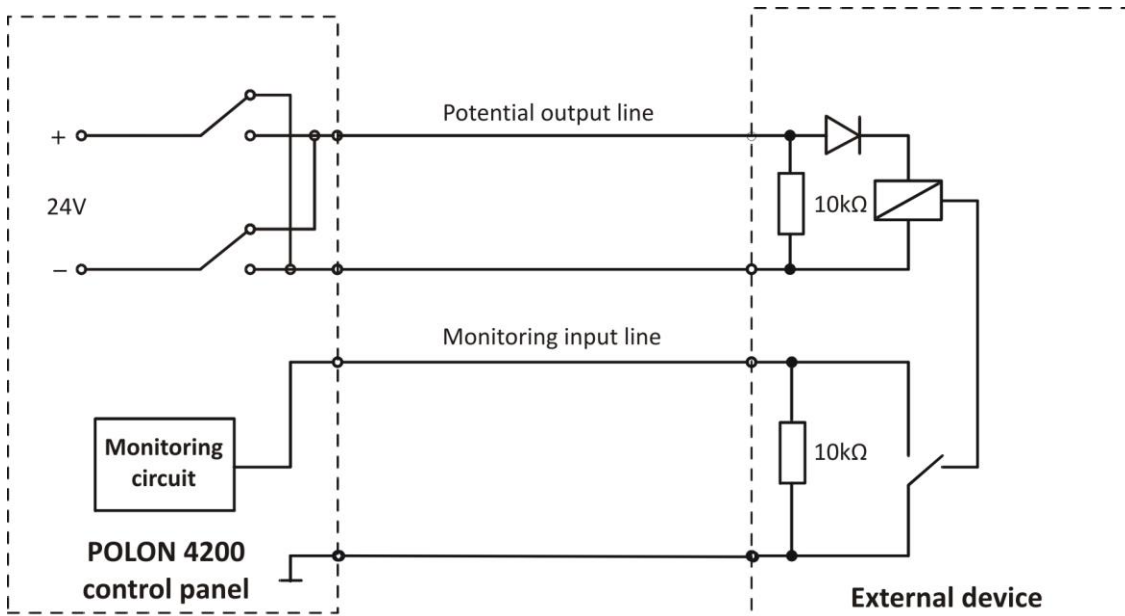 Potential output line
+
24V
10kΩ
−
Monitoring input line
Monitoring
circuit
10kΩ
POLON 4200
control panel
External device